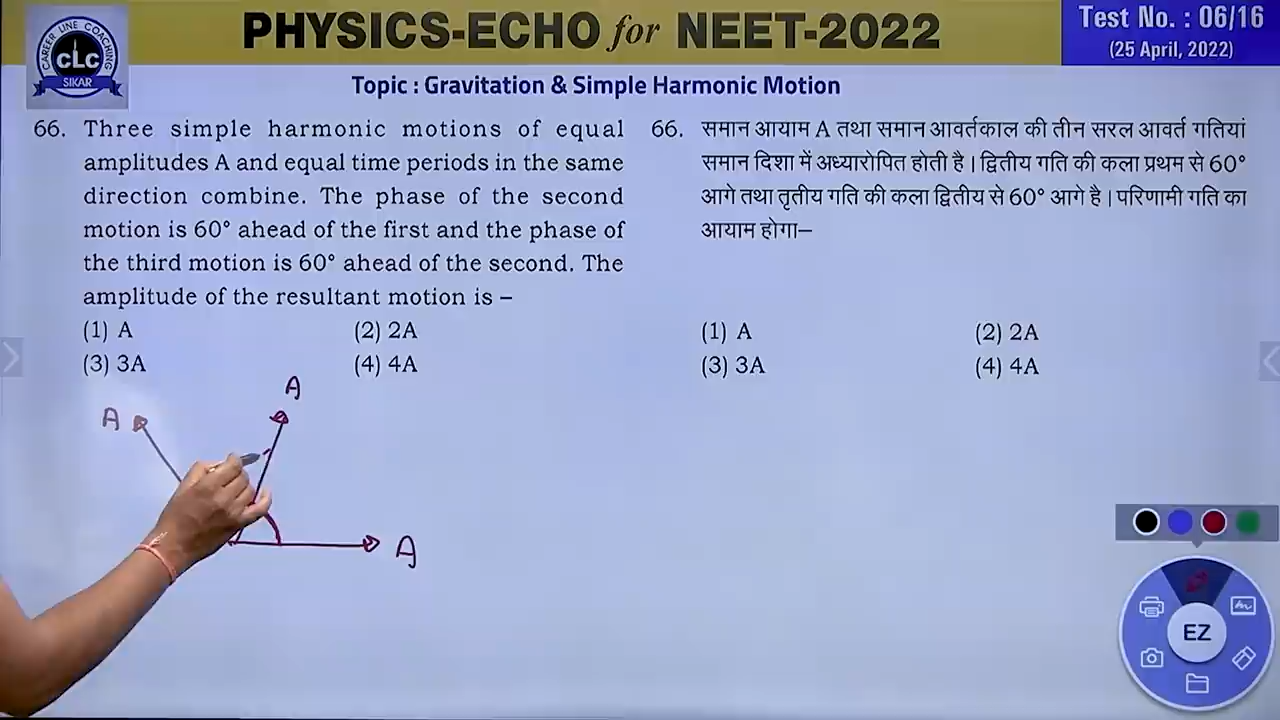 PHYSICS-ECHO for NEET-2022
Test No. : 06/16
(25 April, 2022)
CAREER LINE COACHING
CLC
SIKAR
Topic : Gravitation & Simple Harmonic Motion
66. Three simple harmonic motions of equal
amplitudes A and equal time periods in the same
direction combine. The phase of the second
motion is 60° ahead of the first and the phase of
the third motion is 60° ahead of the second. The
amplitude of the resultant motion is –
(1) A (2) 2A
(3) 3A (4) 4A
66. समान आयाम A तथा समान आवर्तकाल की तीन सरल आवर्त गतियां
समान दिशा में अध्यारोपित होती है। द्वितीय गति की कला प्रथम से 60°
आगे तथा तृतीय गति की कला द्वितीय से 60° आगे है। परिणामी गति का
आयाम होगा–
(1) A (2) 2A
(3) 3A (4) 4A
A
A
A
EZ